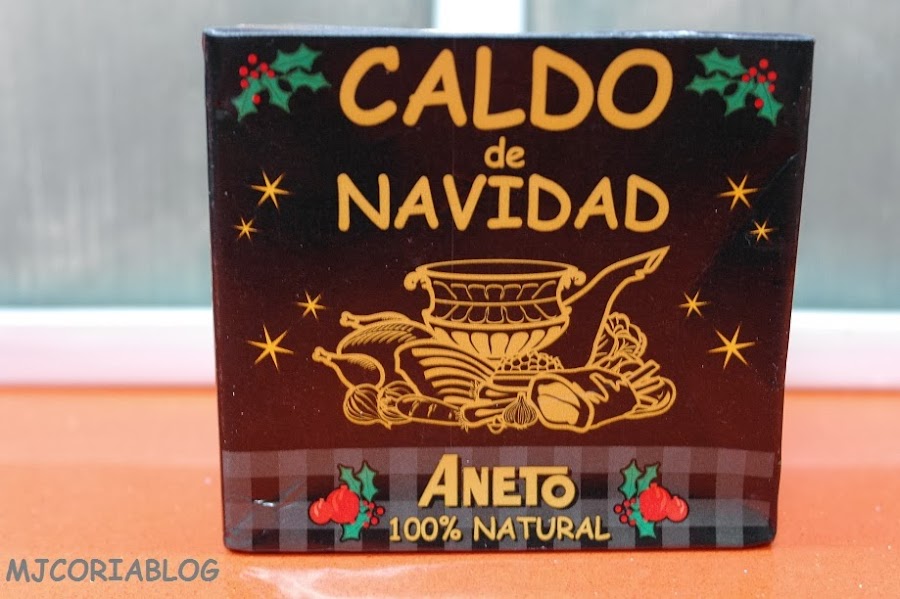 CALDO
de
NAVIDAD
ANETO
100% NATURAL
MJCORIABLOG